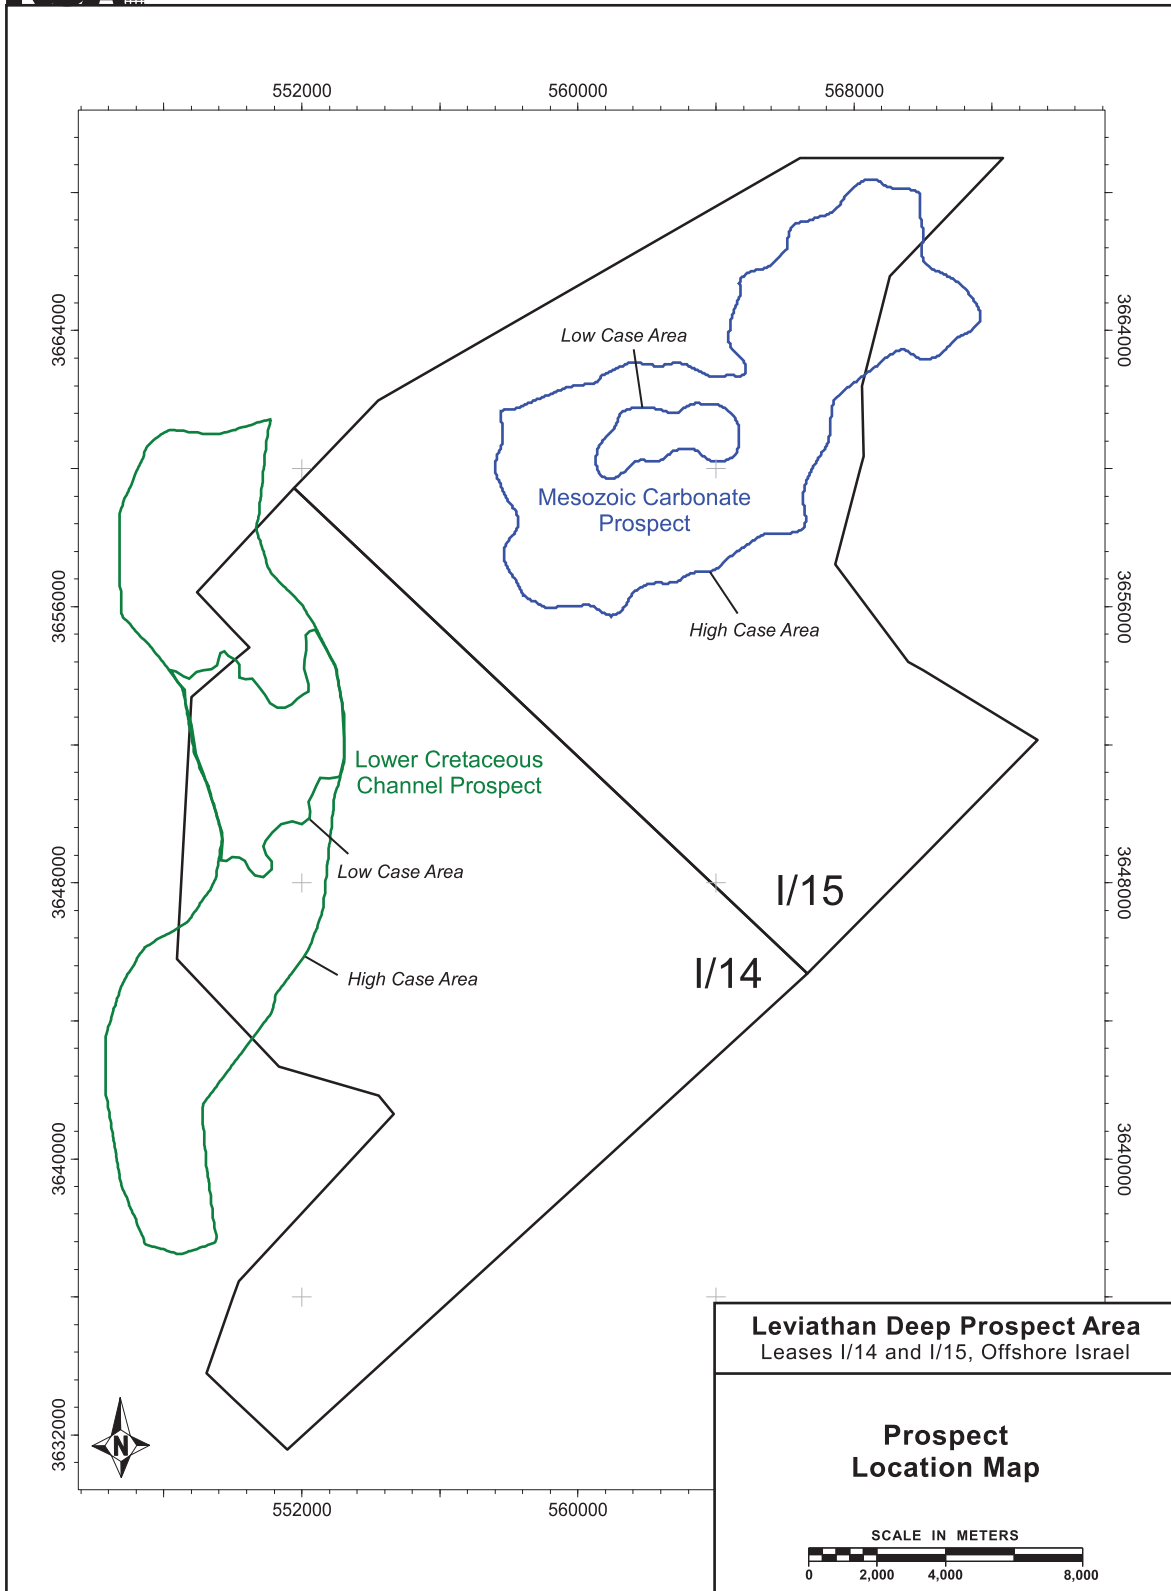 552000
560000
568000
3664000
3664000
Low Case Area
Mesozoic Carbonate
Prospect
3656000
3656000
High Case Area
Lower Cretaceous
Channel Prospect
Low Case Area
3648000
3648000
I/15
I/14
High Case Area
3640000
3640000
3632000
N
552000
560000
Leviathan Deep Prospect Area
Leases I/14 and I/15, Offshore Israel
Prospect
Location Map
SCALE IN METERS
0 2,000 4,000 8,000